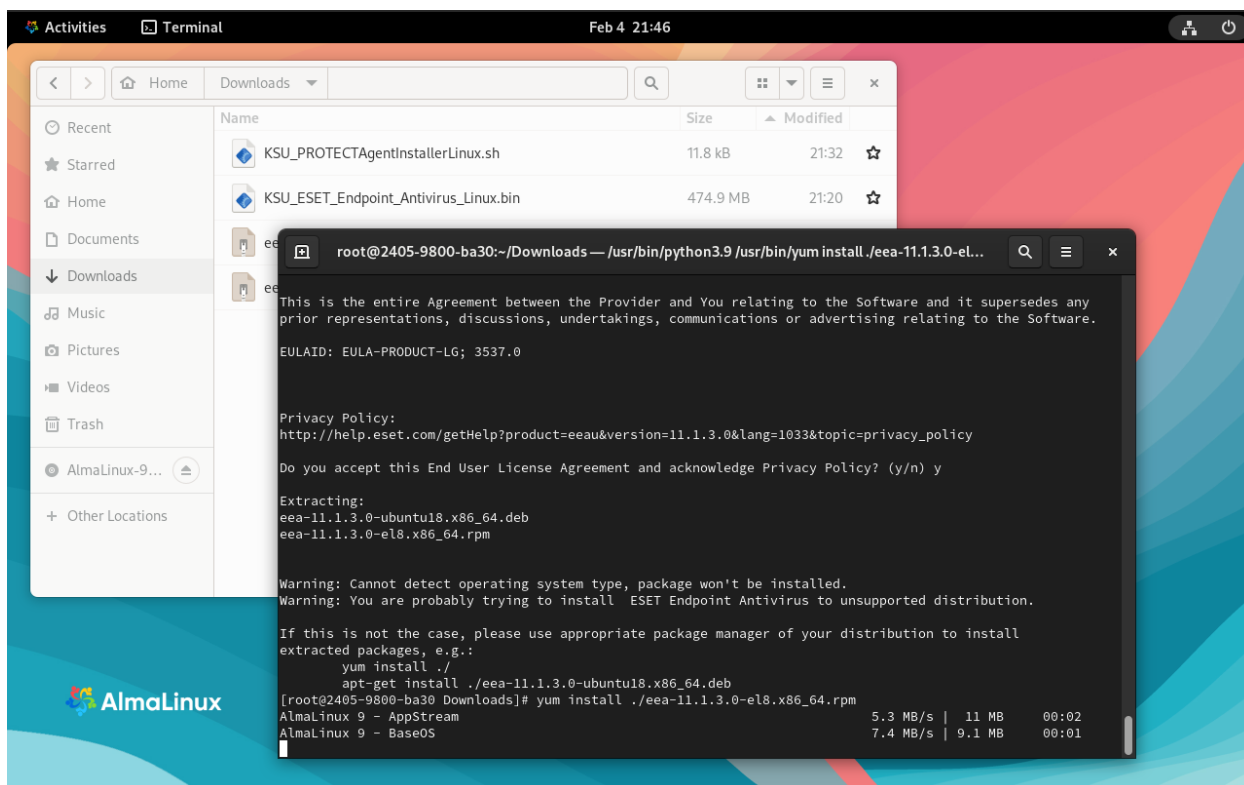 Activities Terminal Feb 4 21:46
Home Downloads
Name Size Modified
Recent
Starred
Home
Documents
Downloads
Music
Pictures
Videos
Trash
AlmaLinux-9...
+ Other Locations
KSU_PROTECTAgentInstallerLinux.sh 11.8 kB 21:32
KSU_ESET_Endpoint_Antivirus_Linux.bin 474.9 MB 21:20
ee
ee
root@2405-9800-ba30:~/Downloads — /usr/bin/python3.9 /usr/bin/yum install ./eea-11.1.3.0-el...
This is the entire Agreement between the Provider and You relating to the Software and it supersedes any
prior representations, discussions, undertakings, communications or advertising relating to the Software.
EULAID: EULA-PRODUCT-LG; 3537.0
Privacy Policy:
http://help.eset.com/getHelp?product=eeau&version=11.1.3.0&lang=1033&topic=privacy_policy
Do you accept this End User License Agreement and acknowledge Privacy Policy? (y/n) y
Extracting:
eea-11.1.3.0-ubuntu18.x86_64.deb
eea-11.1.3.0-el8.x86_64.rpm
Warning: Cannot detect operating system type, package won't be installed.
Warning: You are probably trying to install  ESET Endpoint Antivirus to unsupported distribution.
If this is not the case, please use appropriate package manager of your distribution to install
extracted packages, e.g.:
yum install ./
apt-get install ./eea-11.1.3.0-ubuntu18.x86_64.deb
[root@2405-9800-ba30 Downloads]# yum install ./eea-11.1.3.0-el8.x86_64.rpm
AlmaLinux 9 - AppStream 5.3 MB/s | 11 MB 00:02
AlmaLinux 9 - BaseOS 7.4 MB/s | 9.1 MB 00:01
AlmaLinux